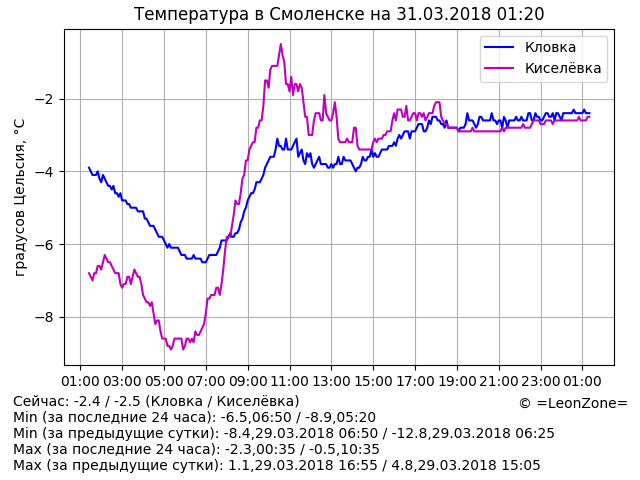 Температура в Смоленске на 31.03.2018 01:20
Кловка
Киселёвка
градусов Цельсия, °C
−2
−4
−6
−8
01:00 03:00 05:00 07:00 09:00 11:00 13:00 15:00 17:00 19:00 21:00 23:00 01:00
Сейчас: -2.4 / -2.5 (Кловка / Киселёвка)
© =LeonZone=
Min (за последние 24 часа): -6.5,06:50 / -8.9,05:20
Min (за предыдущие сутки): -8.4,29.03.2018 06:50 / -12.8,29.03.2018 06:25
Max (за последние 24 часа): -2.3,00:35 / -0.5,10:35
Max (за предыдущие сутки): 1.1,29.03.2018 16:55 / 4.8,29.03.2018 15:05